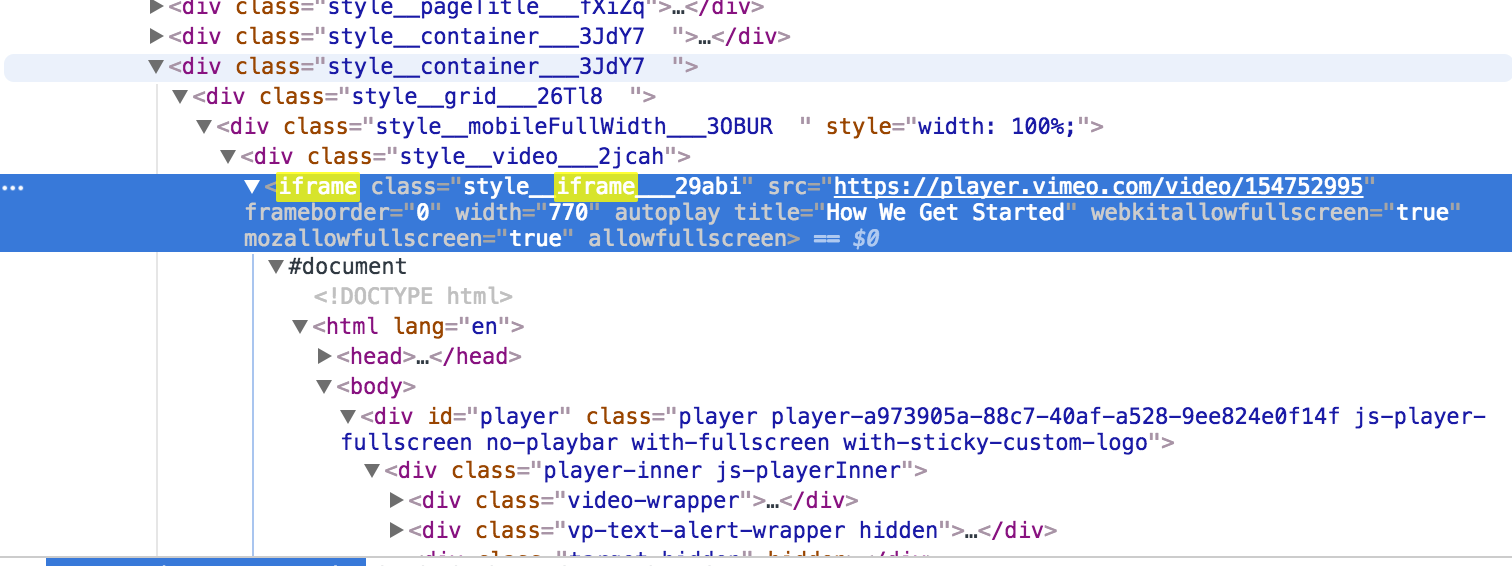 ▶<div class="style__pageTitle___fXiZq">…</div>
▶<div class="style__container___3JdY7  ">…</div>
▼<div class="style__container___3JdY7  ">
▼<div class="style__grid___26Tl8  ">
▼<div class="style__mobileFullWidth___3OBUR  " style="width: 100%;">
▼<div class="style__video___2jcah">
… ▼<iframe class="style__iframe___29abi" src="https://player.vimeo.com/video/154752995"
frameborder="0" width="770" autoplay title="How We Get Started" webkitallowfullscreen="true"
mozallowfullscreen="true" allowfullscreen> == $0
▼#document
<!DOCTYPE html>
▼<html lang="en">
▶<head>…</head>
▼<body>
▼<div id="player" class="player player-a973905a-88c7-40af-a528-9ee824e0f14f js-player-
fullscreen no-playbar with-fullscreen with-sticky-custom-logo">
▼<div class="player-inner js-playerInner">
▶<div class="video-wrapper">…</div>
▶<div class="vp-text-alert-wrapper hidden">…</div>